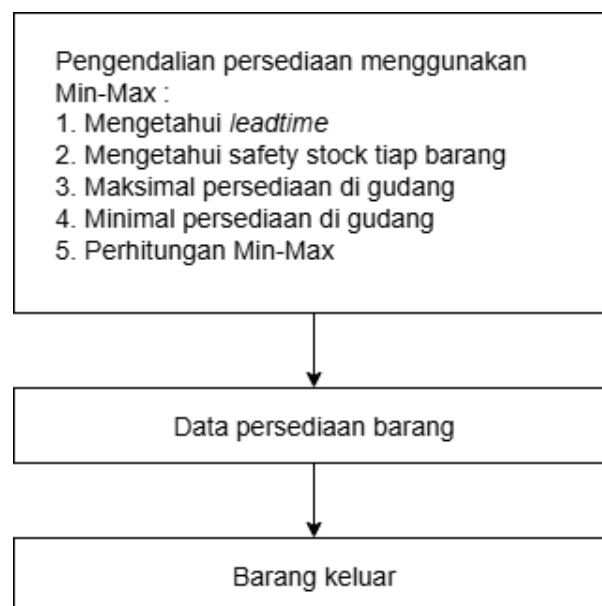 Pengendalian persediaan menggunakan
Min-Max :
1. Mengetahui leadtime
2. Mengetahui safety stock tiap barang
3. Maksimal persediaan di gudang
4. Minimal persediaan di gudang
5. Perhitungan Min-Max
Data persediaan barang
Barang keluar